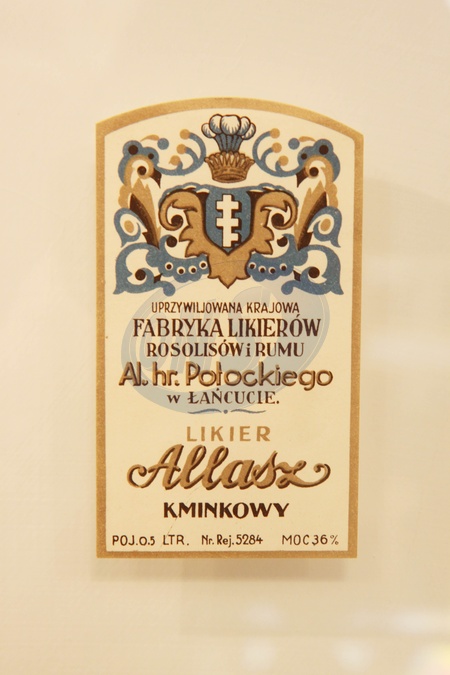 UPRZYWILJOWANA KRAJOWA
FABRYKA LIKIERÓW
ROSOLISÓW i RUMU
Al. hr. Potockiego
w ŁAŃCUCIE.
LIKIER
Allasz
KMINKOWY
POJ. 0.5 LTR. Nr. Rej. 5284 MOC 36%